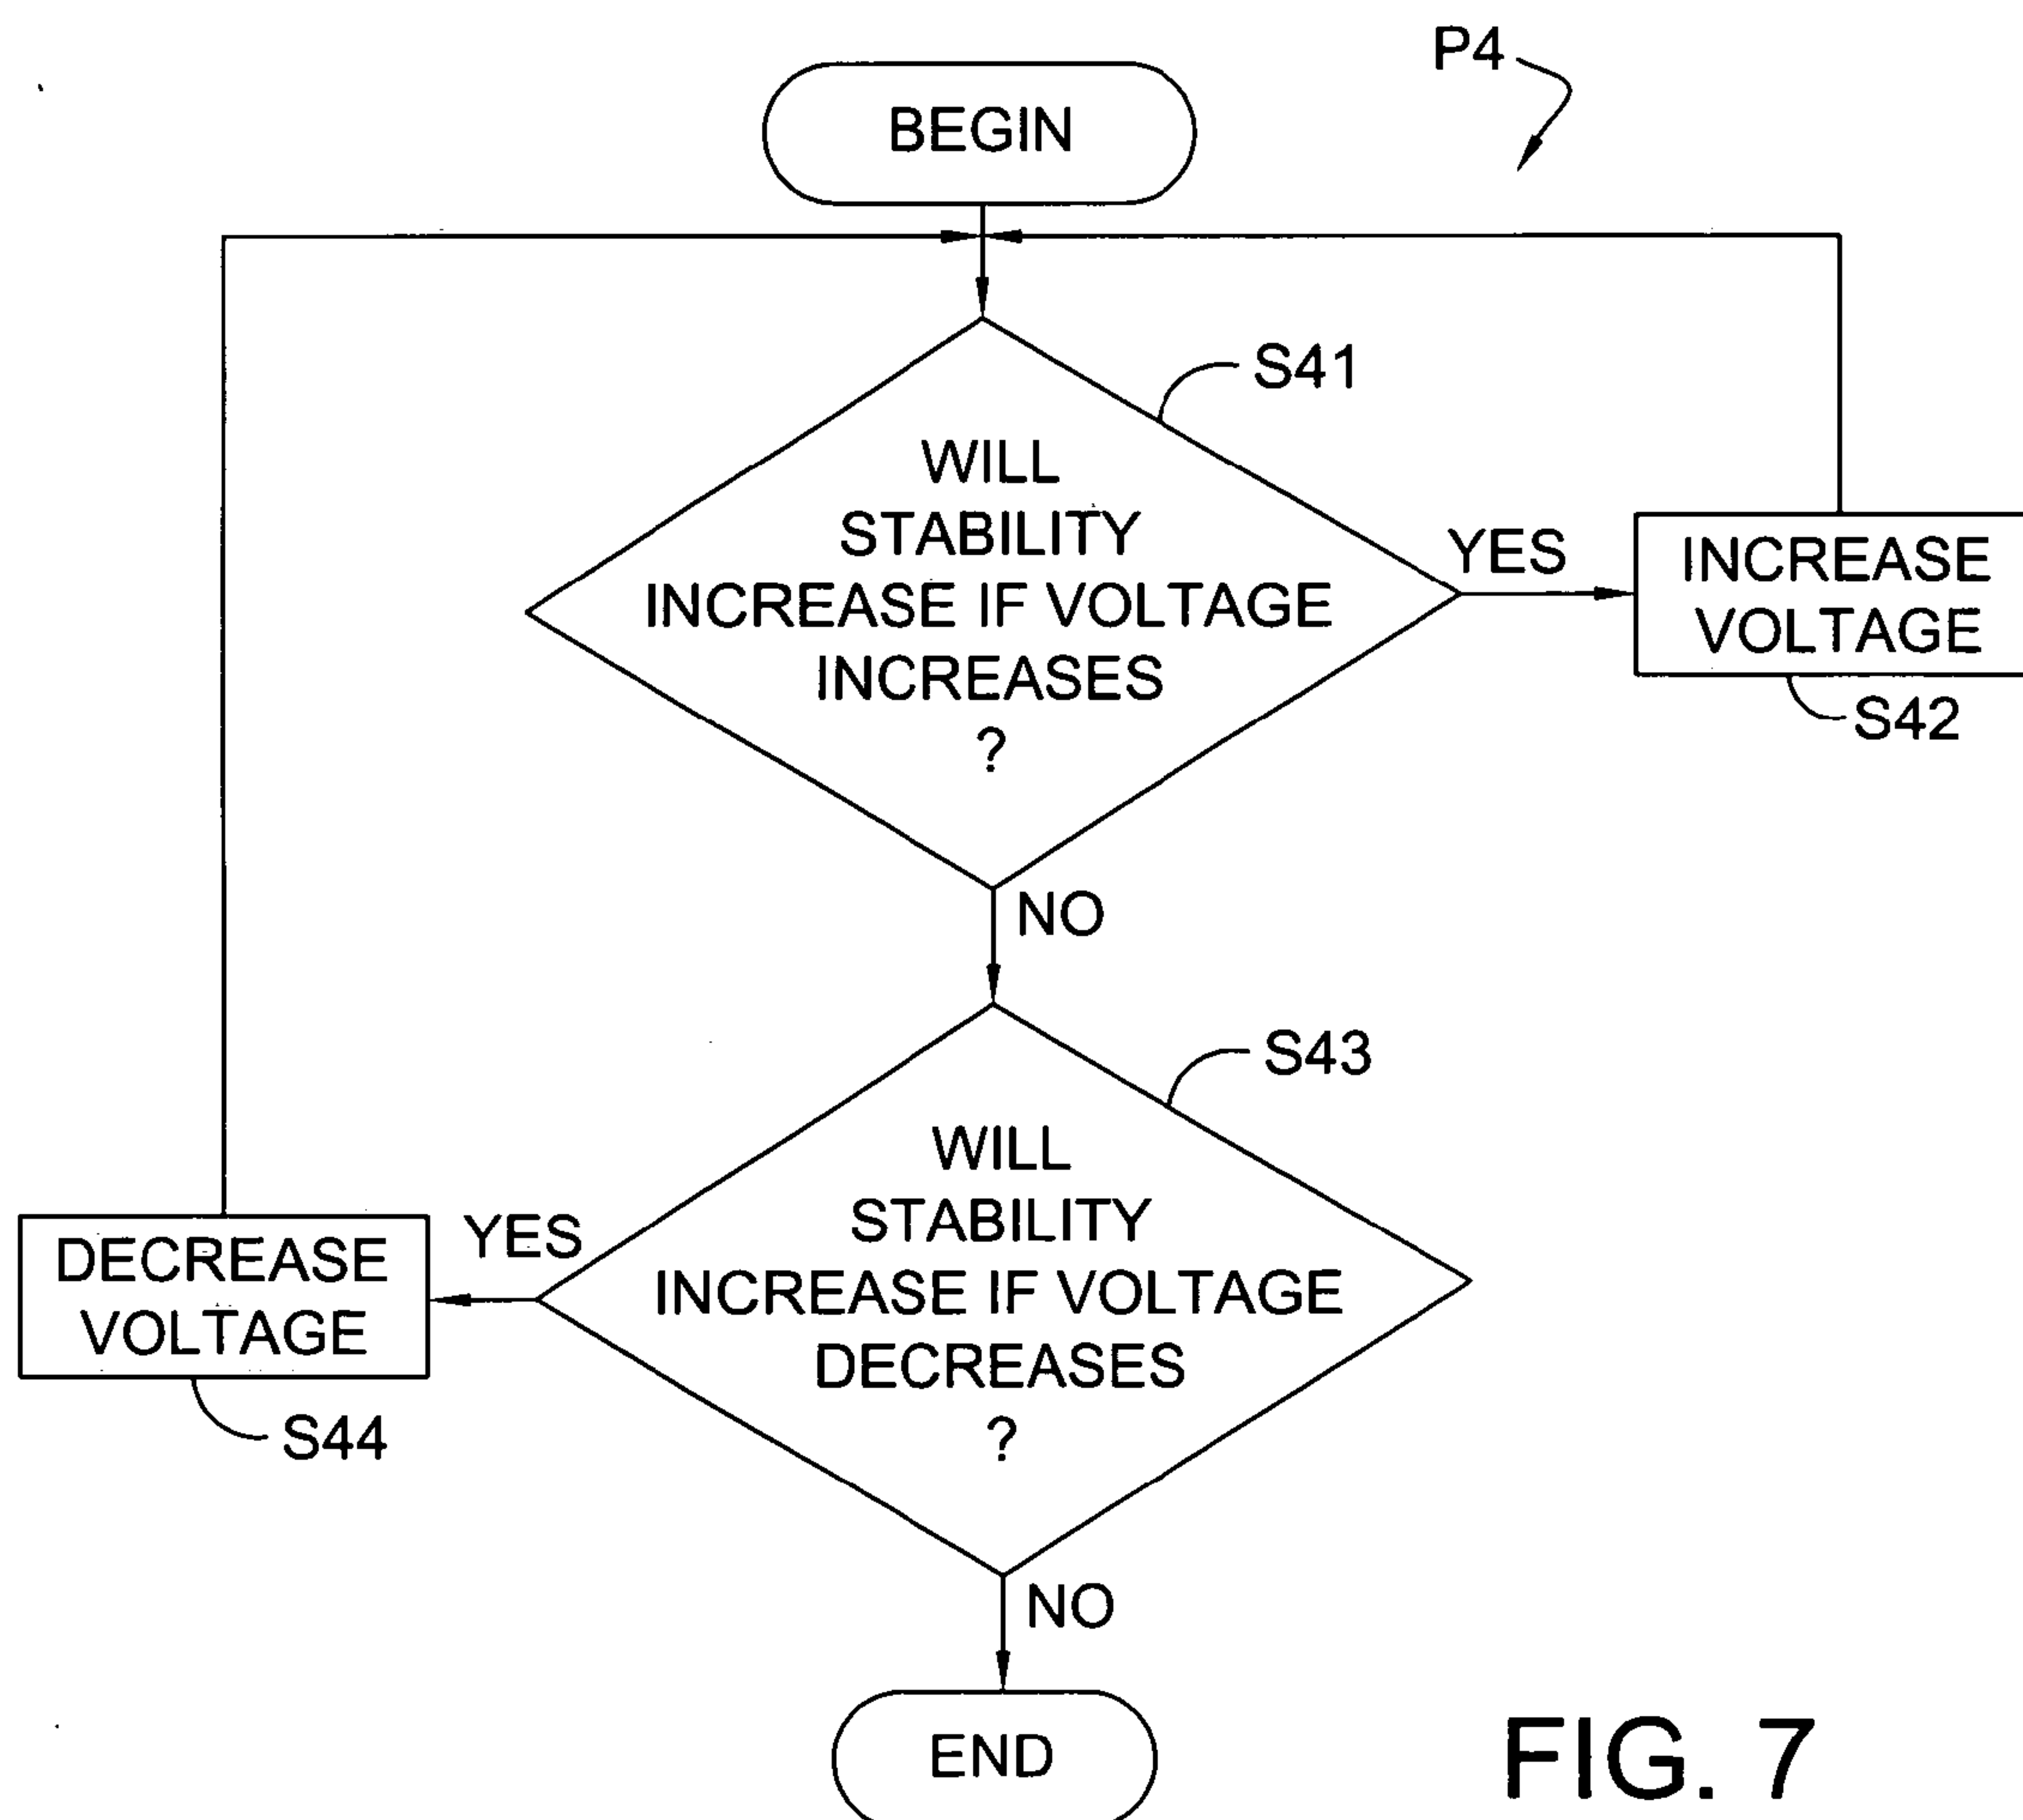 P4
BEGIN
S41
WILL
STABILITY
INCREASE IF VOLTAGE
INCREASES
?
YES
INCREASE
VOLTAGE
S42
NO
S43
WILL
STABILITY
INCREASE IF VOLTAGE
DECREASES
?
YES
DECREASE
VOLTAGE
S44
NO
END
FIG. 7